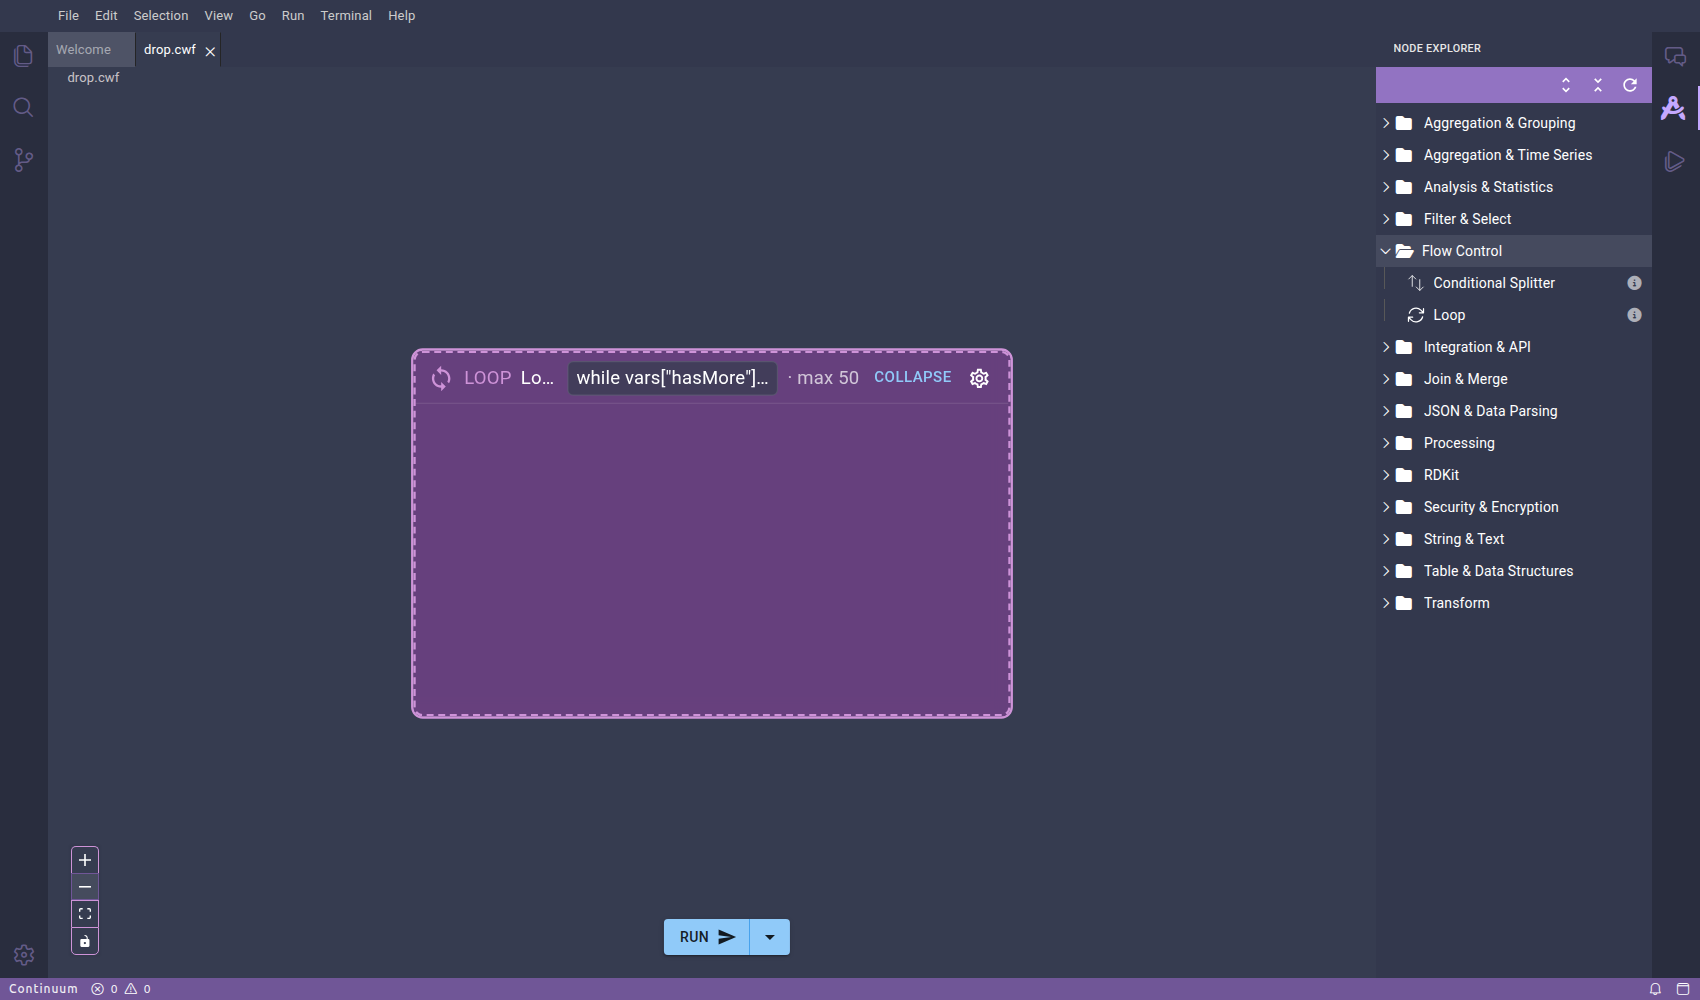 File Edit Selection View Go Run Terminal Help
Welcome drop.cwf
drop.cwf
NODE EXPLORER
Aggregation & Grouping
Aggregation & Time Series
Analysis & Statistics
Filter & Select
Flow Control
Conditional Splitter
Loop
Integration & API
Join & Merge
JSON & Data Parsing
Processing
RDKit
Security & Encryption
String & Text
Table & Data Structures
Transform
LOOP Lo... while vars["hasMore"]... · max 50 COLLAPSE
RUN
Continuum 0 0